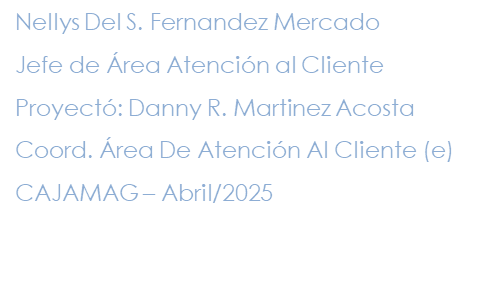 Nellys Del S. Fernandez Mercado
Jefe de Área Atención al Cliente
Proyectó: Danny R. Martinez Acosta
Coord. Área De Atención Al Cliente (e)
CAJAMAG – Abril/2025